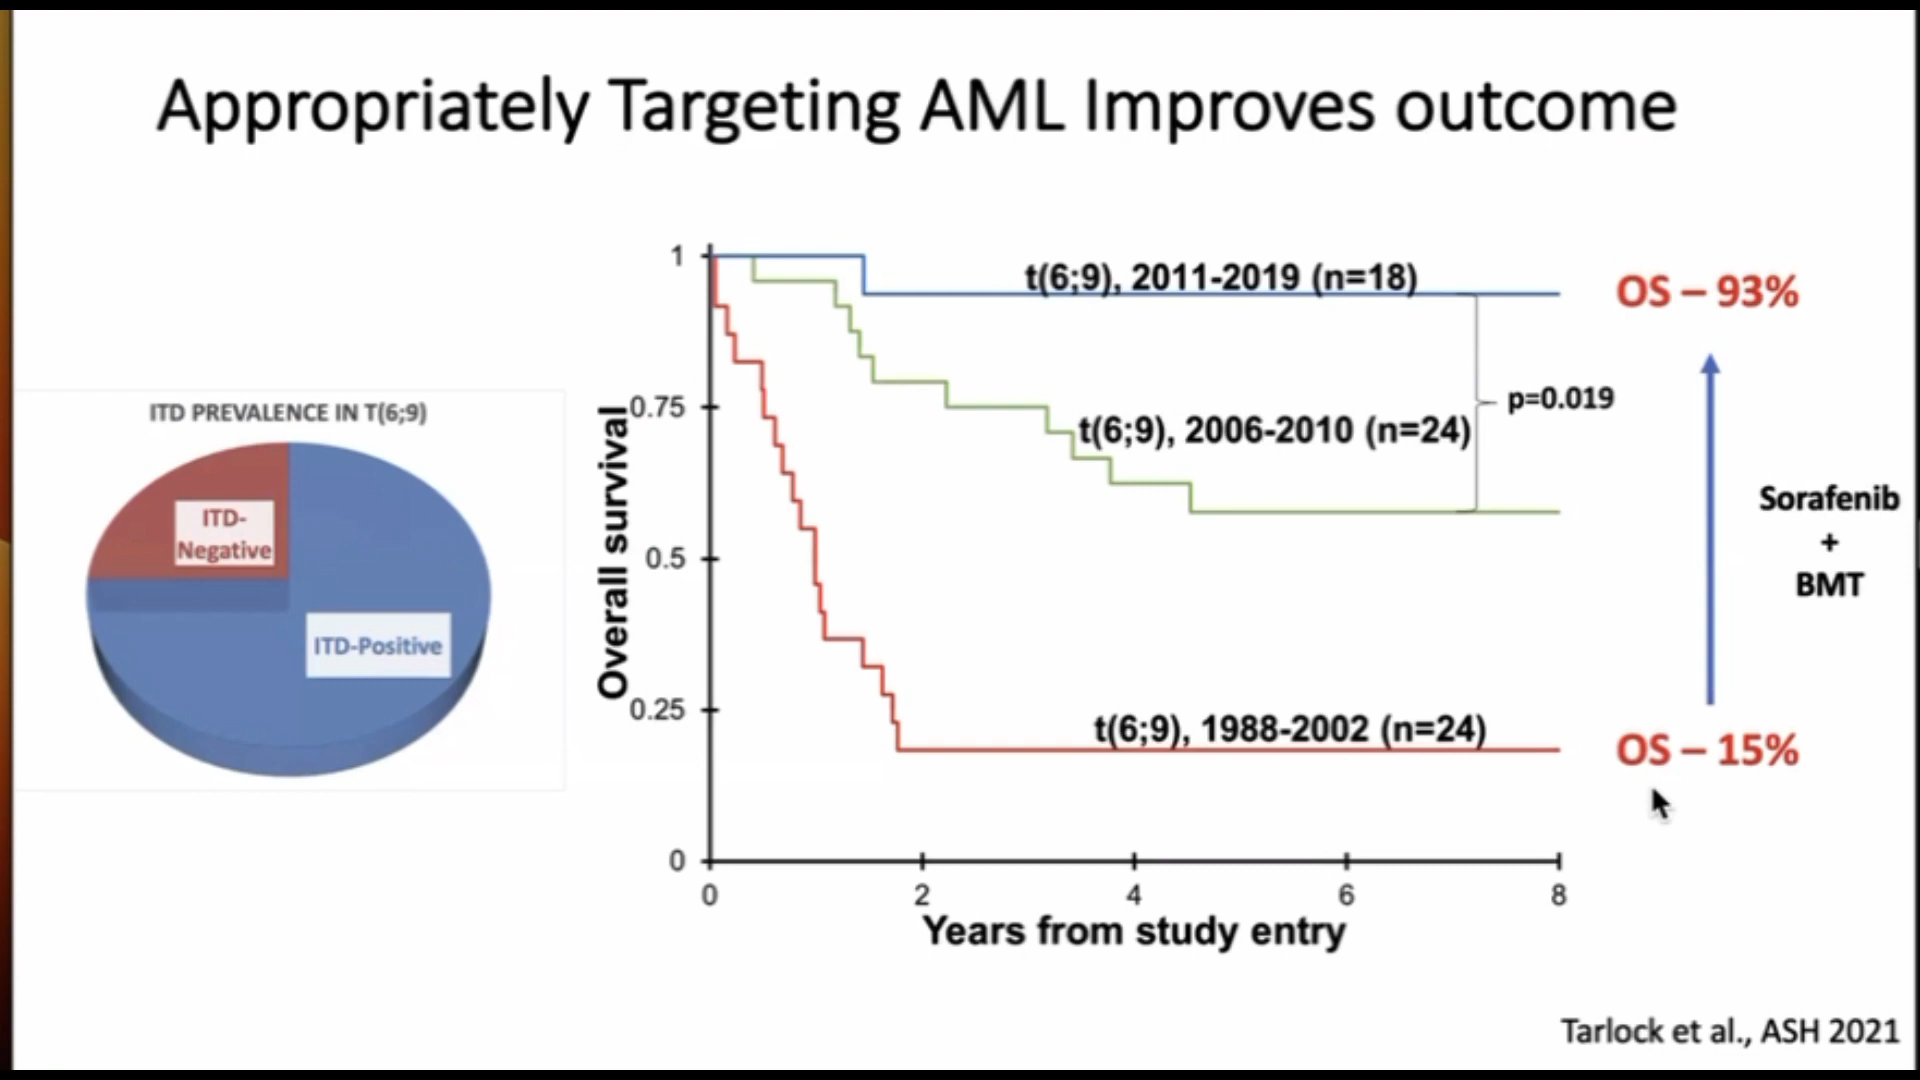 Appropriately Targeting AML Improves outcome
ITD PREVALENCE IN T(6;9)
ITD-
Negative
ITD-Positive
Overall survival
1
0.75
0.5
0.25
0
t(6;9), 2011-2019 (n=18)
t(6;9), 2006-2010 (n=24)
t(6;9), 1988-2002 (n=24)
p=0.019
0 2 4 6 8
Years from study entry
OS – 93%
Sorafenib
+
BMT
OS – 15%
Tarlock et al., ASH 2021